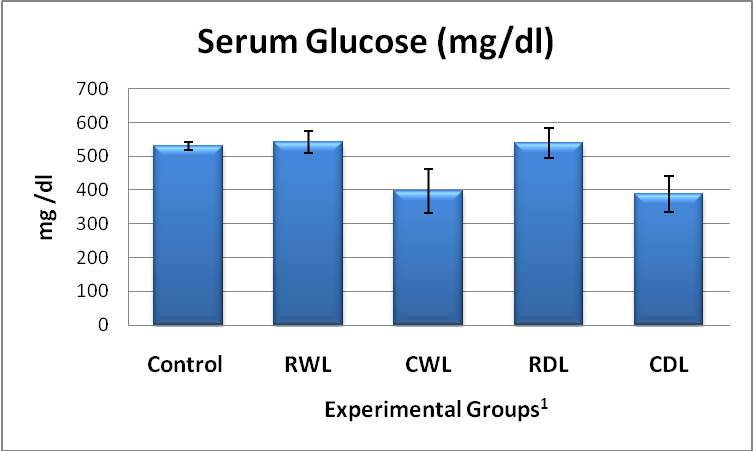 Serum Glucose (mg/dl)
700
600
500
400
300
200
100
0
mg /dl
Control RWL CWL RDL CDL
Experimental Groups1